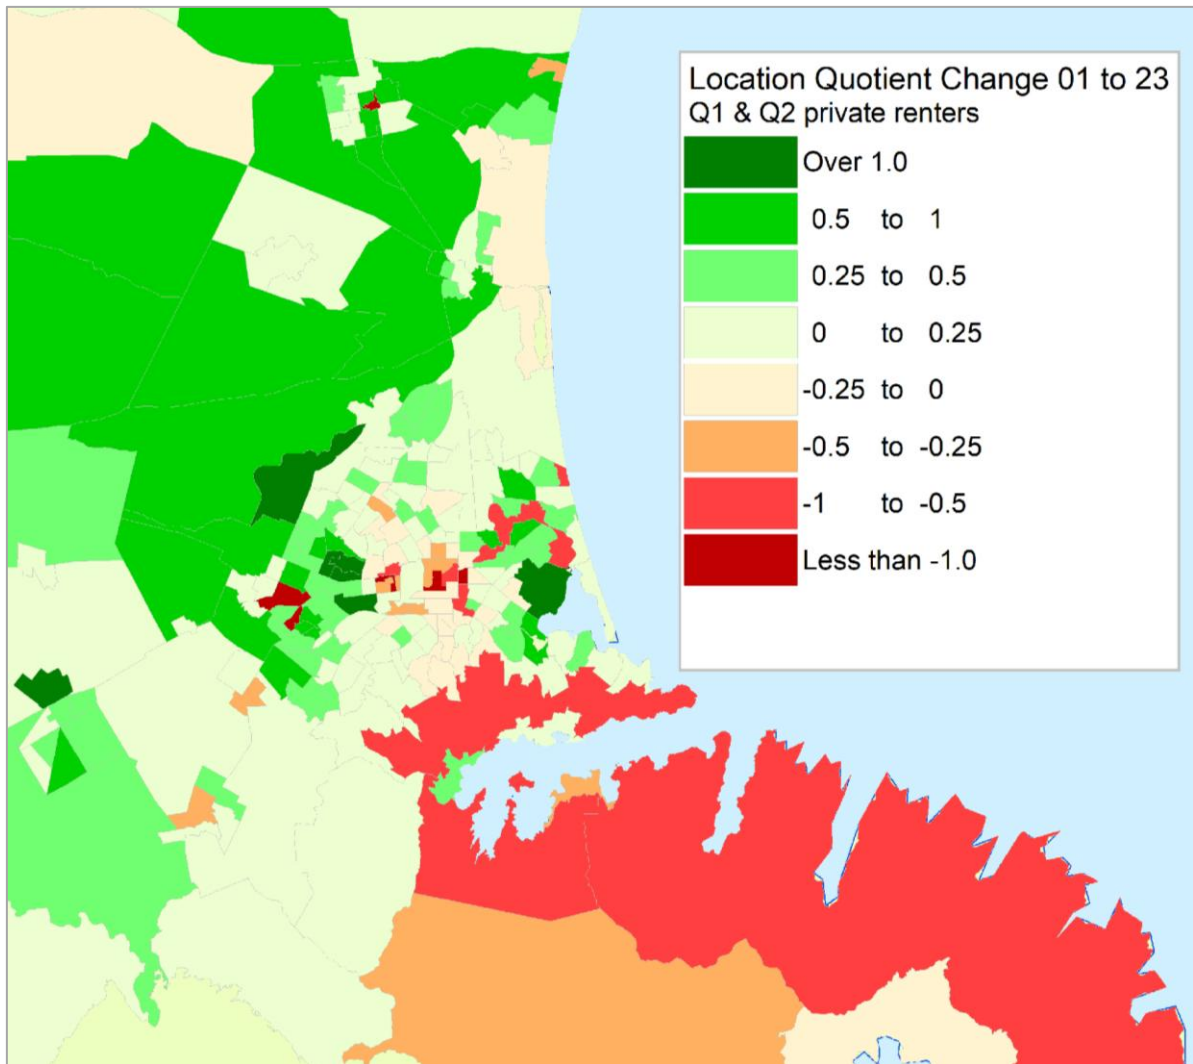 Location Quotient Change 01 to 23
Q1 & Q2 private renters
Over 1.0
0.5 to 1
0.25 to 0.5
0 to 0.25
-0.25 to 0
-0.5 to -0.25
-1 to -0.5
Less than -1.0